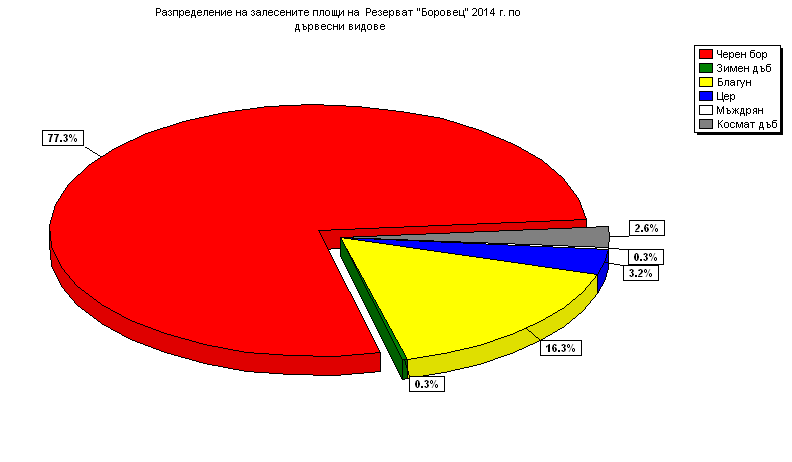 Разпределение на залесените площи на  Резерват "Боровец" 2014 г. по
дървесни видове
Черен бор
Зимен дъб
Благун
Цер
Мъждрян
Космат дъб
77.3%
2.6%
0.3%
3.2%
16.3%
0.3%